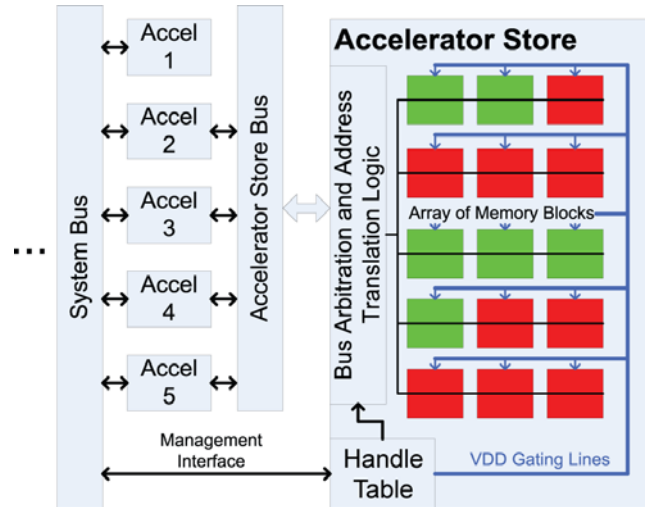 System Bus
Accel
1
Accel
2
Accel
3
Accel
4
Accel
5
Accelerator Store Bus
Accelerator Store
Bus Arbitration and Address
Translation Logic
Array of Memory Blocks
Management
Interface
Handle
Table
VDD Gating Lines